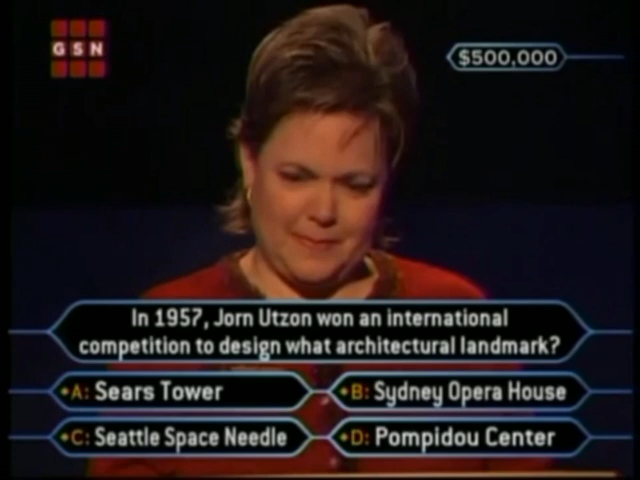 GSN
$500,000
In 1957, Jorn Utzon won an international
competition to design what architectural landmark?
A: Sears Tower
B: Sydney Opera House
C: Seattle Space Needle
D: Pompidou Center